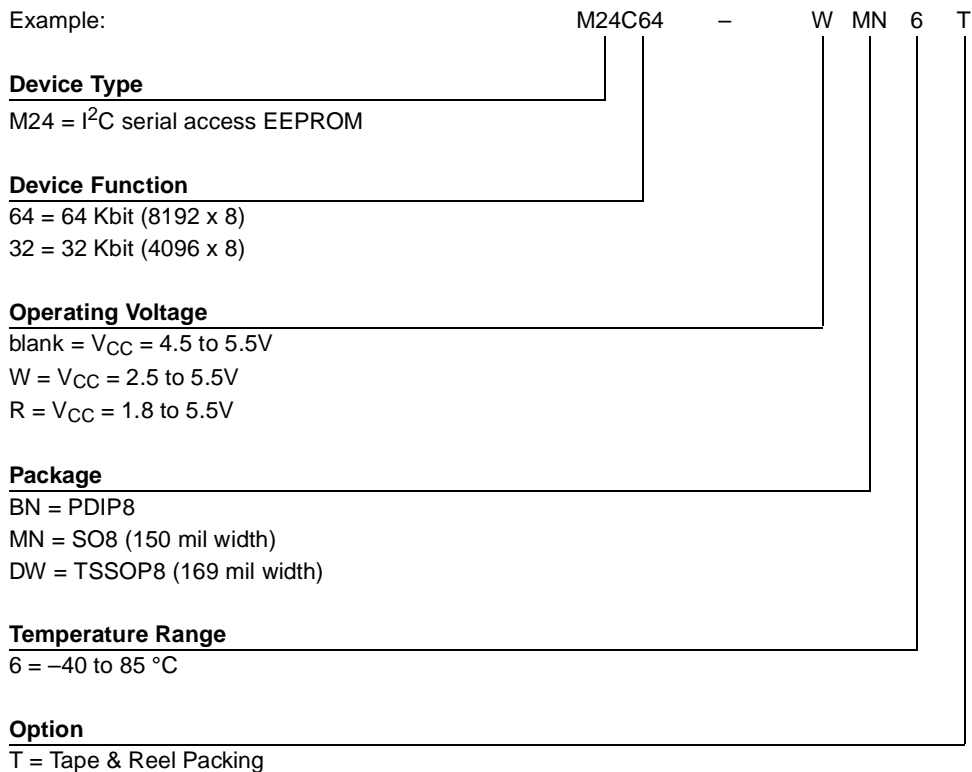 Example: M24C64 – W MN 6 T
Device Type
M24 = I²C serial access EEPROM
Device Function
64 = 64 Kbit (8192 x 8)
32 = 32 Kbit (4096 x 8)
Operating Voltage
blank = VCC = 4.5 to 5.5V
W = VCC = 2.5 to 5.5V
R = VCC = 1.8 to 5.5V
Package
BN = PDIP8
MN = SO8 (150 mil width)
DW = TSSOP8 (169 mil width)
Temperature Range
6 = –40 to 85 °C
Option
T = Tape & Reel Packing